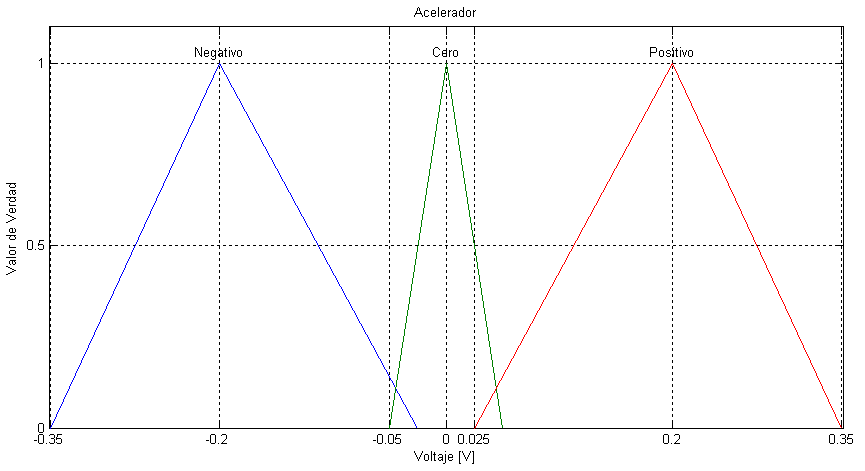 Acelerador
Negativo Cero Positivo
1
Valor de Verdad
0.5
0
-0.35 -0.2 -0.05 0 0.025 0.2 0.35
Voltaje [V]